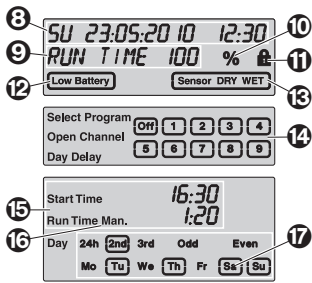 8 SU 23:05:2010 12:30
9 RUN TIME 100 % 10
11
12 Low Battery Sensor DRY WET 13
Select Program Off 1 2 3 4
Open Channel 14
Day Delay 5 6 7 8 9
15 Start Time 16:30
Run Time Man. 1:20
16 17
Day 24h 2nd 3rd Odd Even
Mo Tu We Th Fr Sa Su